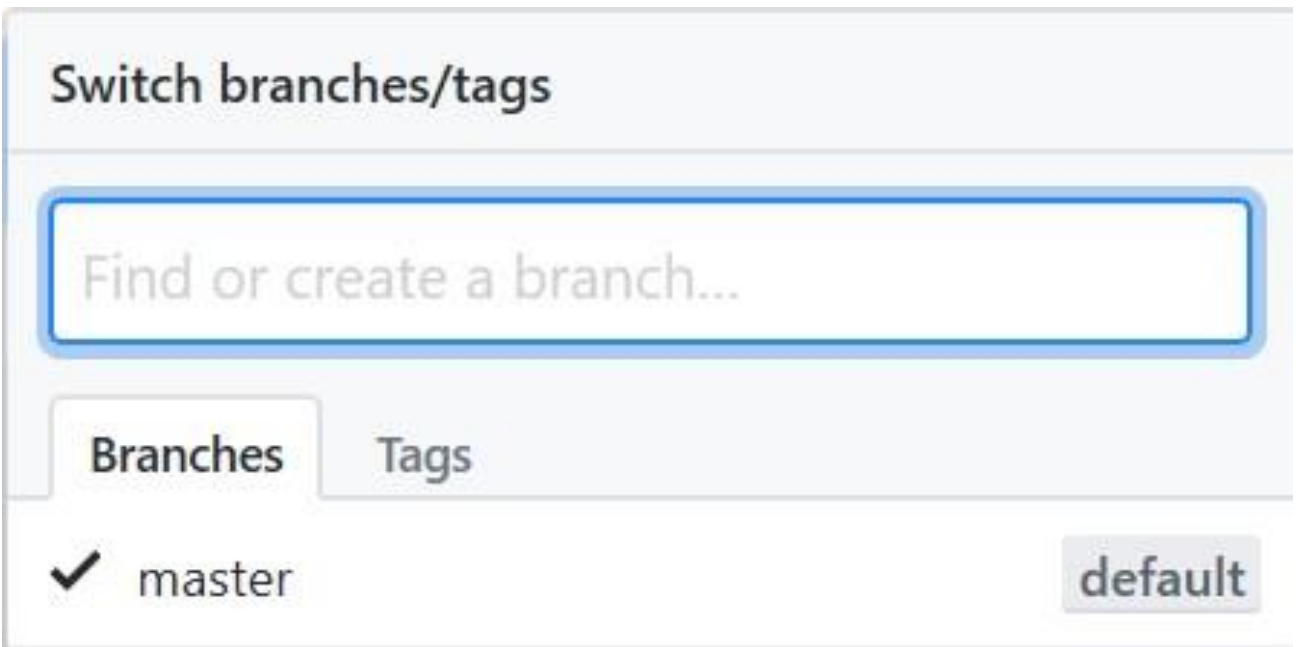 Switch branches/tags
Find or create a branch...
Branches Tags
master default